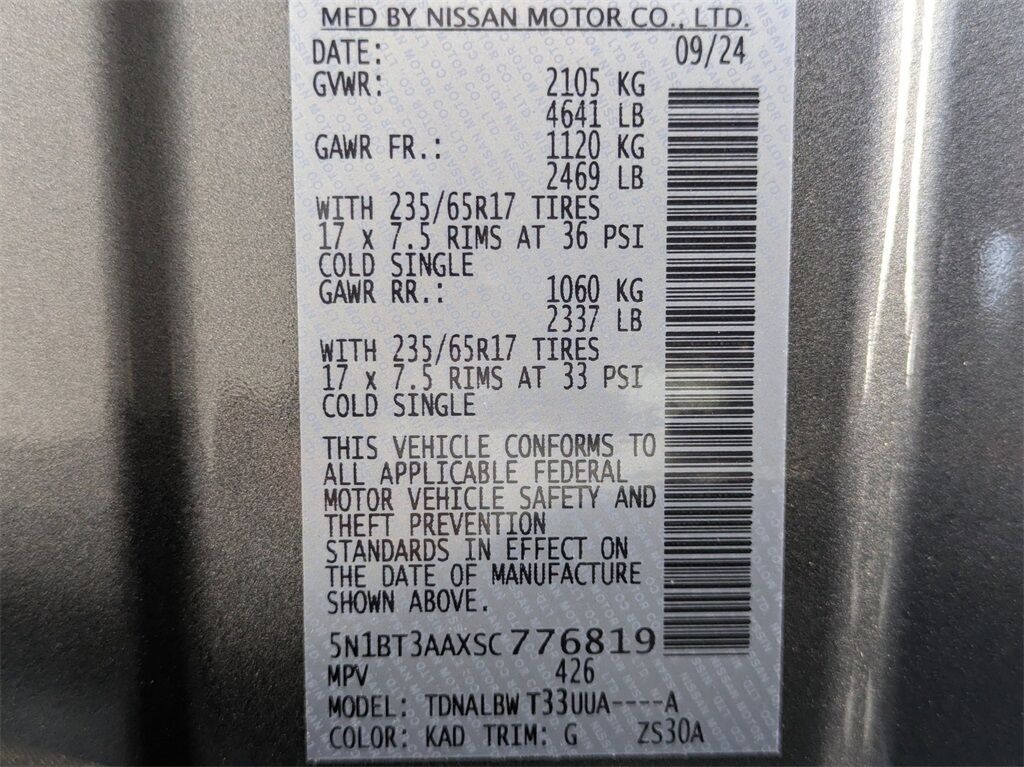 MFD BY NISSAN MOTOR CO., LTD.
DATE: 09/24
GVWR: 2105 KG
4641 LB
GAWR FR.: 1120 KG
2469 LB
WITH 235/65R17 TIRES
17 x 7.5 RIMS AT 36 PSI
COLD SINGLE
GAWR RR.: 1060 KG
2337 LB
WITH 235/65R17 TIRES
17 x 7.5 RIMS AT 33 PSI
COLD SINGLE
THIS VEHICLE CONFORMS TO
ALL APPLICABLE FEDERAL
MOTOR VEHICLE SAFETY AND
THEFT PREVENTION
STANDARDS IN EFFECT ON
THE DATE OF MANUFACTURE
SHOWN ABOVE.
5N1BT3AAXSC776819
MPV 426
MODEL: TDNALBW T33UUA----A
COLOR: KAD TRIM: G ZS30A